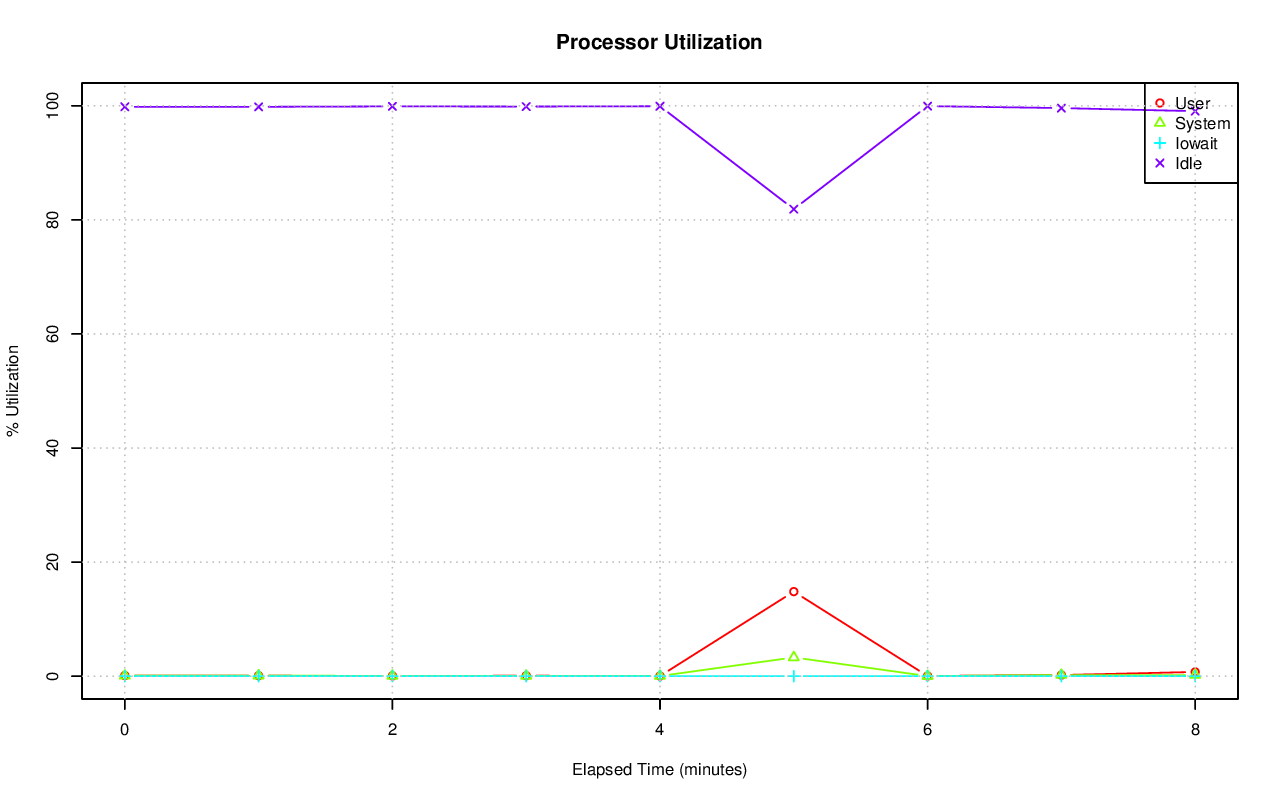 Processor Utilization
% Utilization
100
80
60
40
20
0
User
System
Iowait
Idle
0 2 4 6 8
Elapsed Time (minutes)